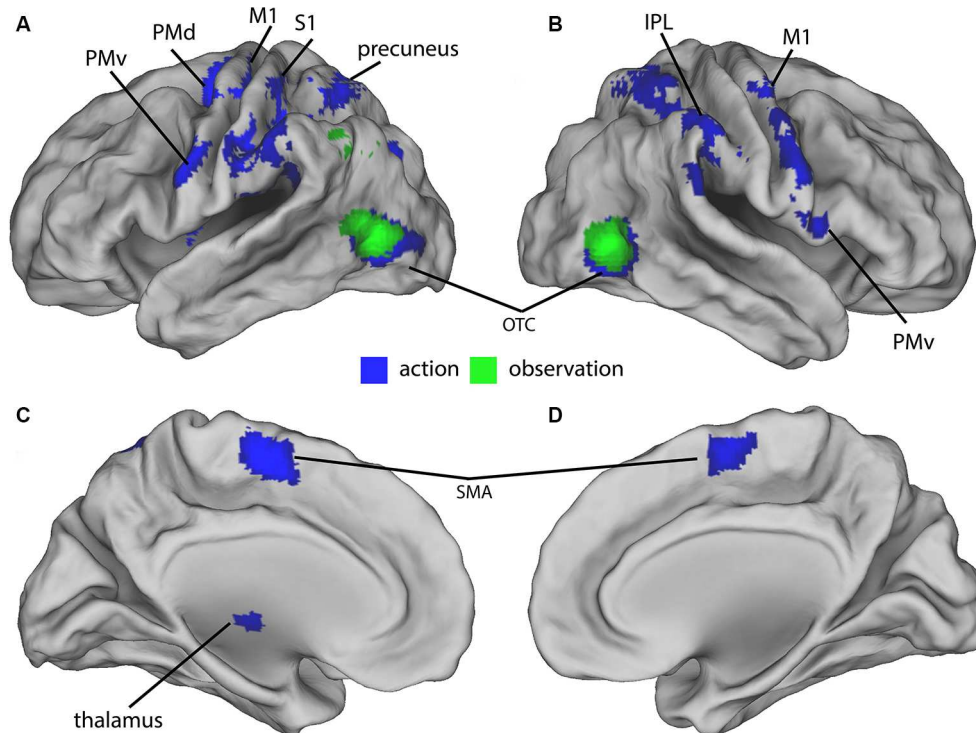 A
PMv
PMd
M1
S1
precuneus
B
IPL
M1
PMv
OTC
action
observation
C
D
SMA
thalamus